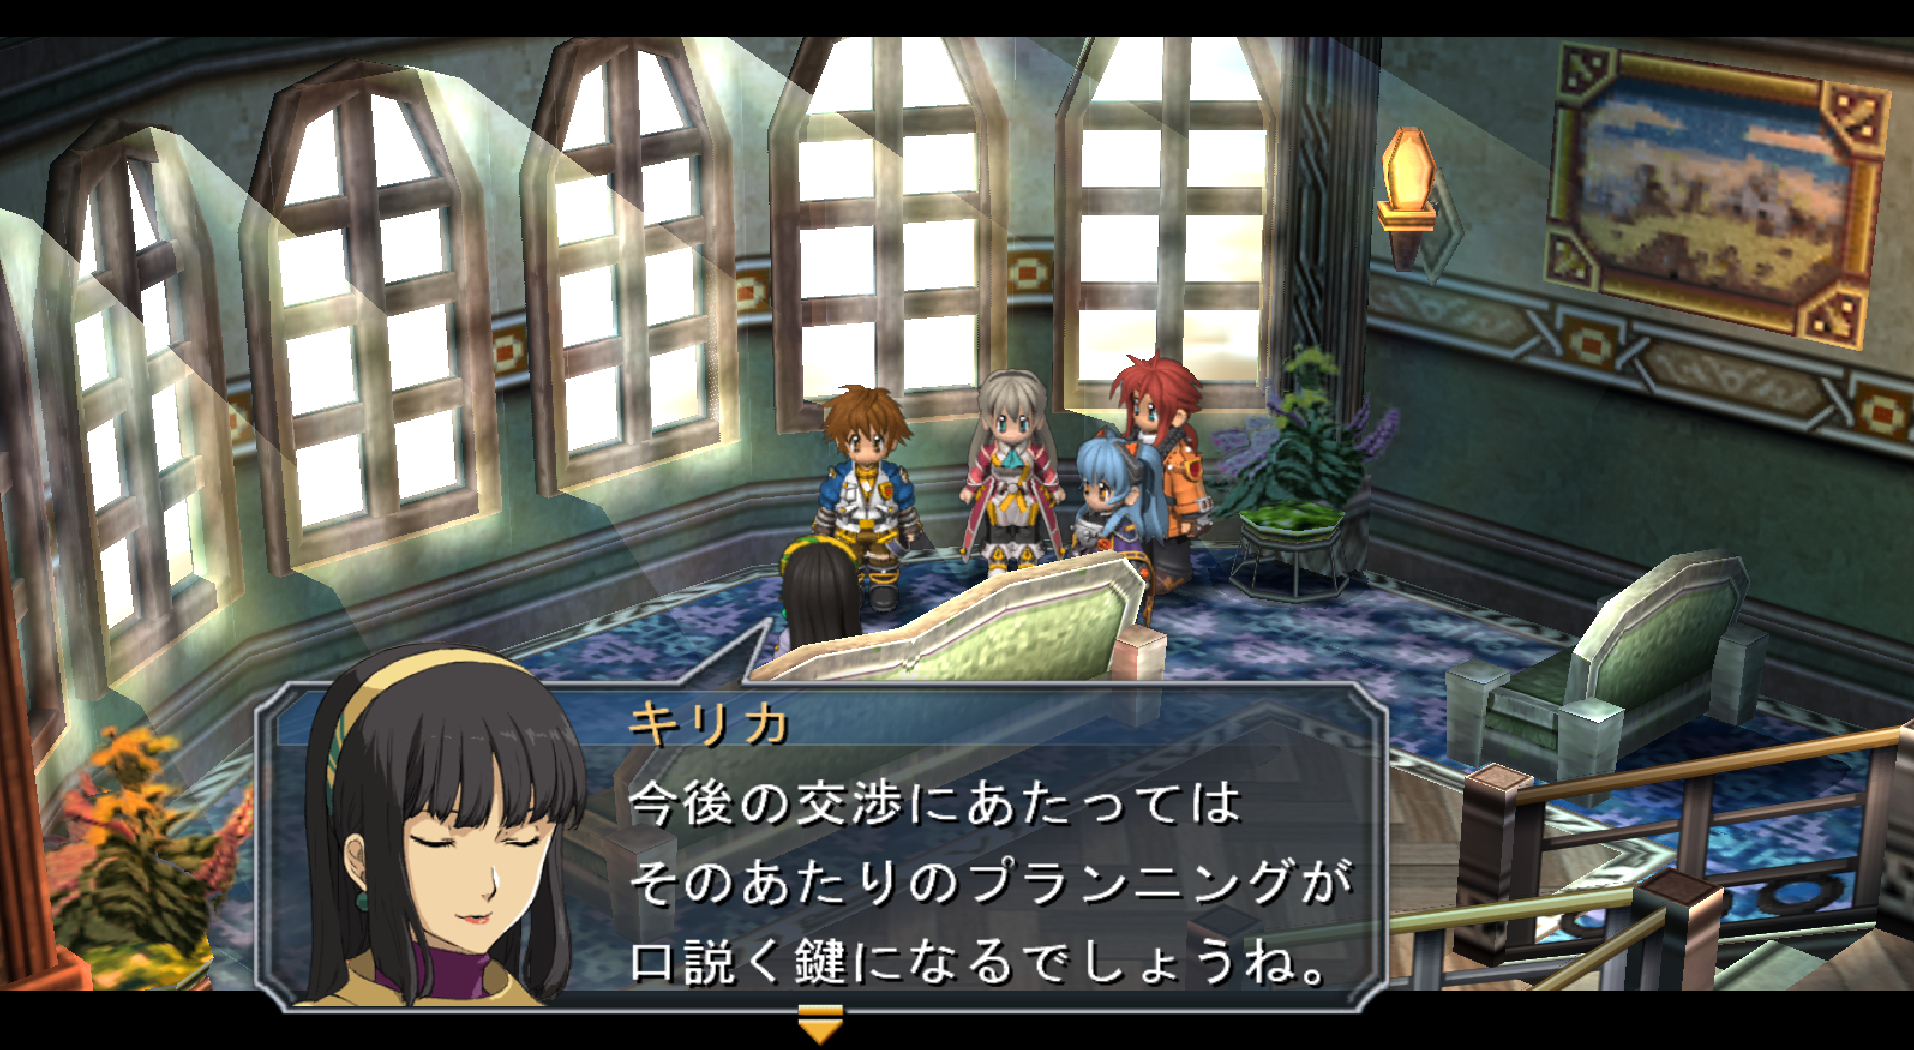 キリカ
今後の交渉にあたっては
そのあたりのプランニングが
口説く鍵になるでしょうね。